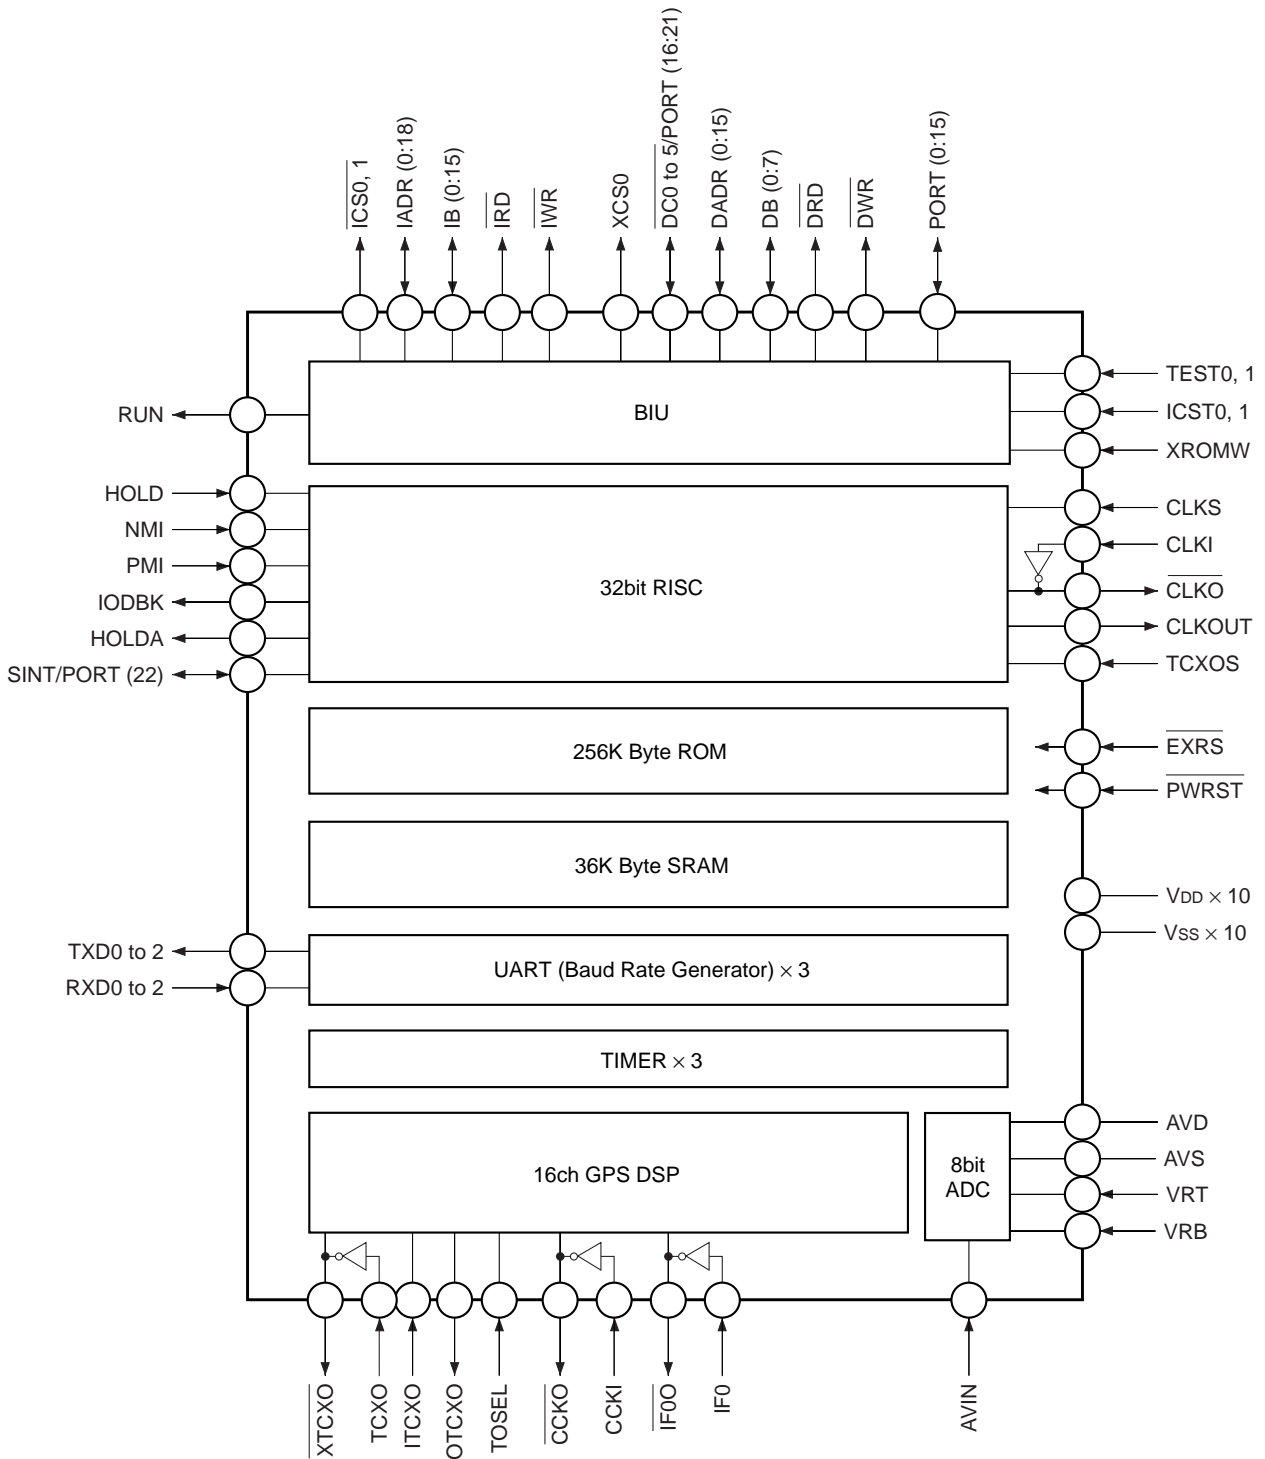 ICS0, 1
IADR (0:18)
IB (0:15)
IRD
IWR
XCS0
DC0 to 5/PORT (16:21)
DADR (0:15)
DB (0:7)
DRD
DWR
PORT (0:15)
TEST0, 1
RUN
BIU
ICST0, 1
XROMW
HOLD
CLKS
NMI
CLKI
PMI
32bit RISC
CLKO
IODBK
CLKOUT
HOLDA
TCXOS
SINT/PORT (22)
256K Byte ROM
EXRS
PWRST
36K Byte SRAM
VDD × 10
VSS × 10
TXD0 to 2
UART (Baud Rate Generator) × 3
RXD0 to 2
TIMER × 3
AVD
16ch GPS DSP
8bit
ADC
AVS
VRT
VRB
XTCXO
TCXO
ITCXO
OTCXO
TOSEL
CCKO
CCKI
IF0O
IF0
AVIN